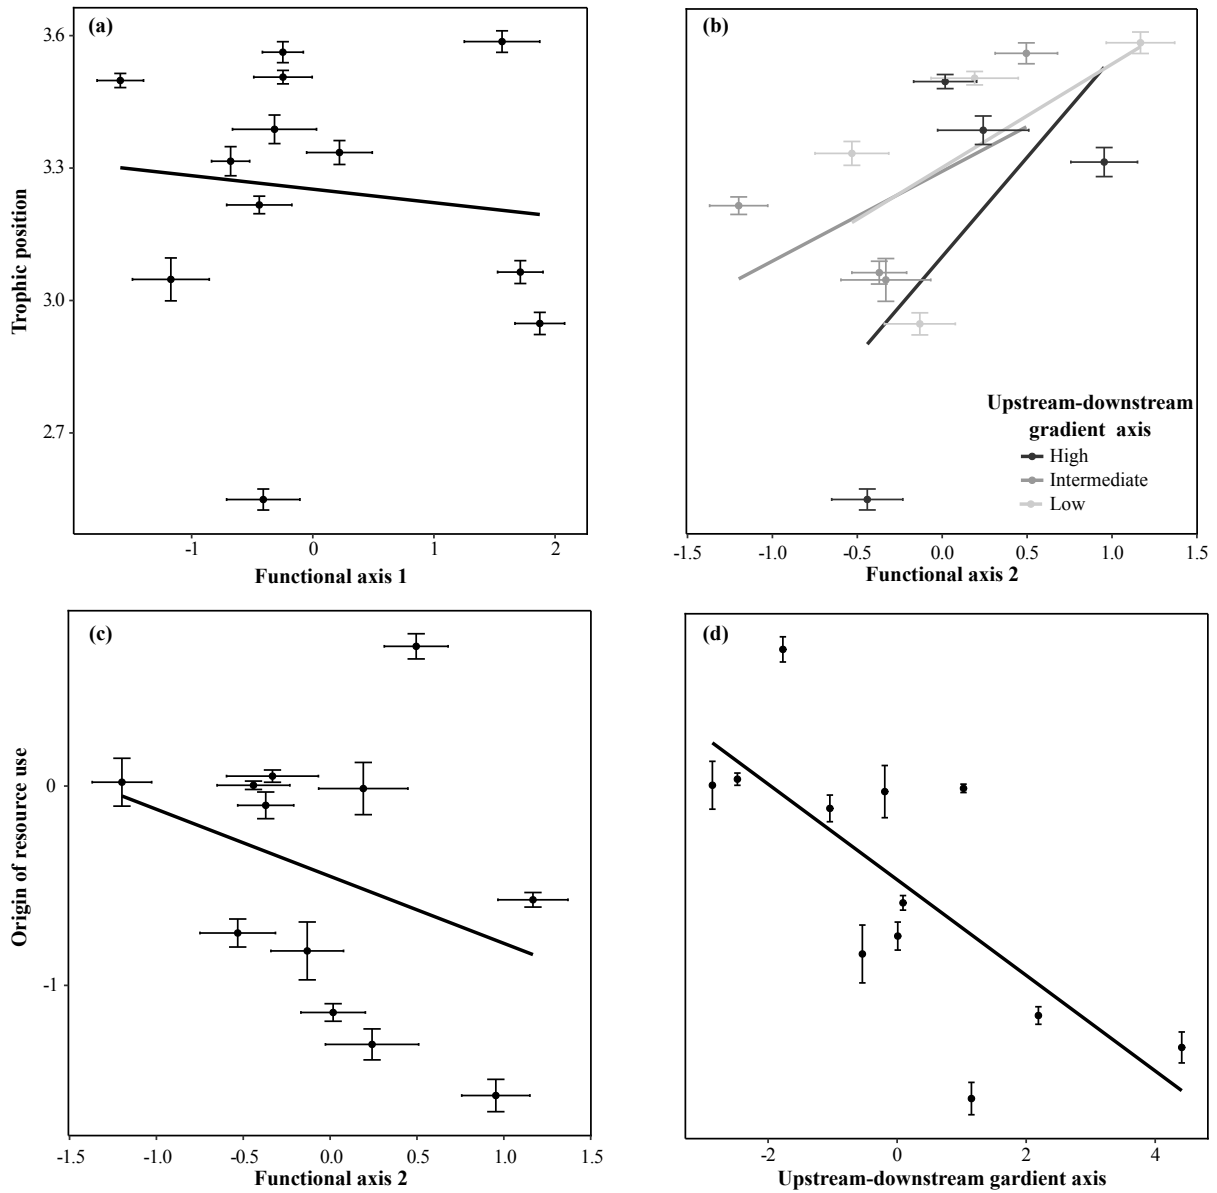 (a)
Trophic position
3.6
3.3
3.0
2.7
-1
0
1
2
Functional axis 1
(b)
Upstream-downstream
gradient axis
High
Intermediate
Low
-1.5
-1.0
-0.5
0.0
0.5
1.0
1.5
Functional axis 2
(c)
Origin of resource use
0
-1
-1.5
-1.0
-0.5
0.0
0.5
1.0
1.5
Functional axis 2
(d)
-2
0
2
4
Upstream-downstream gardient axis